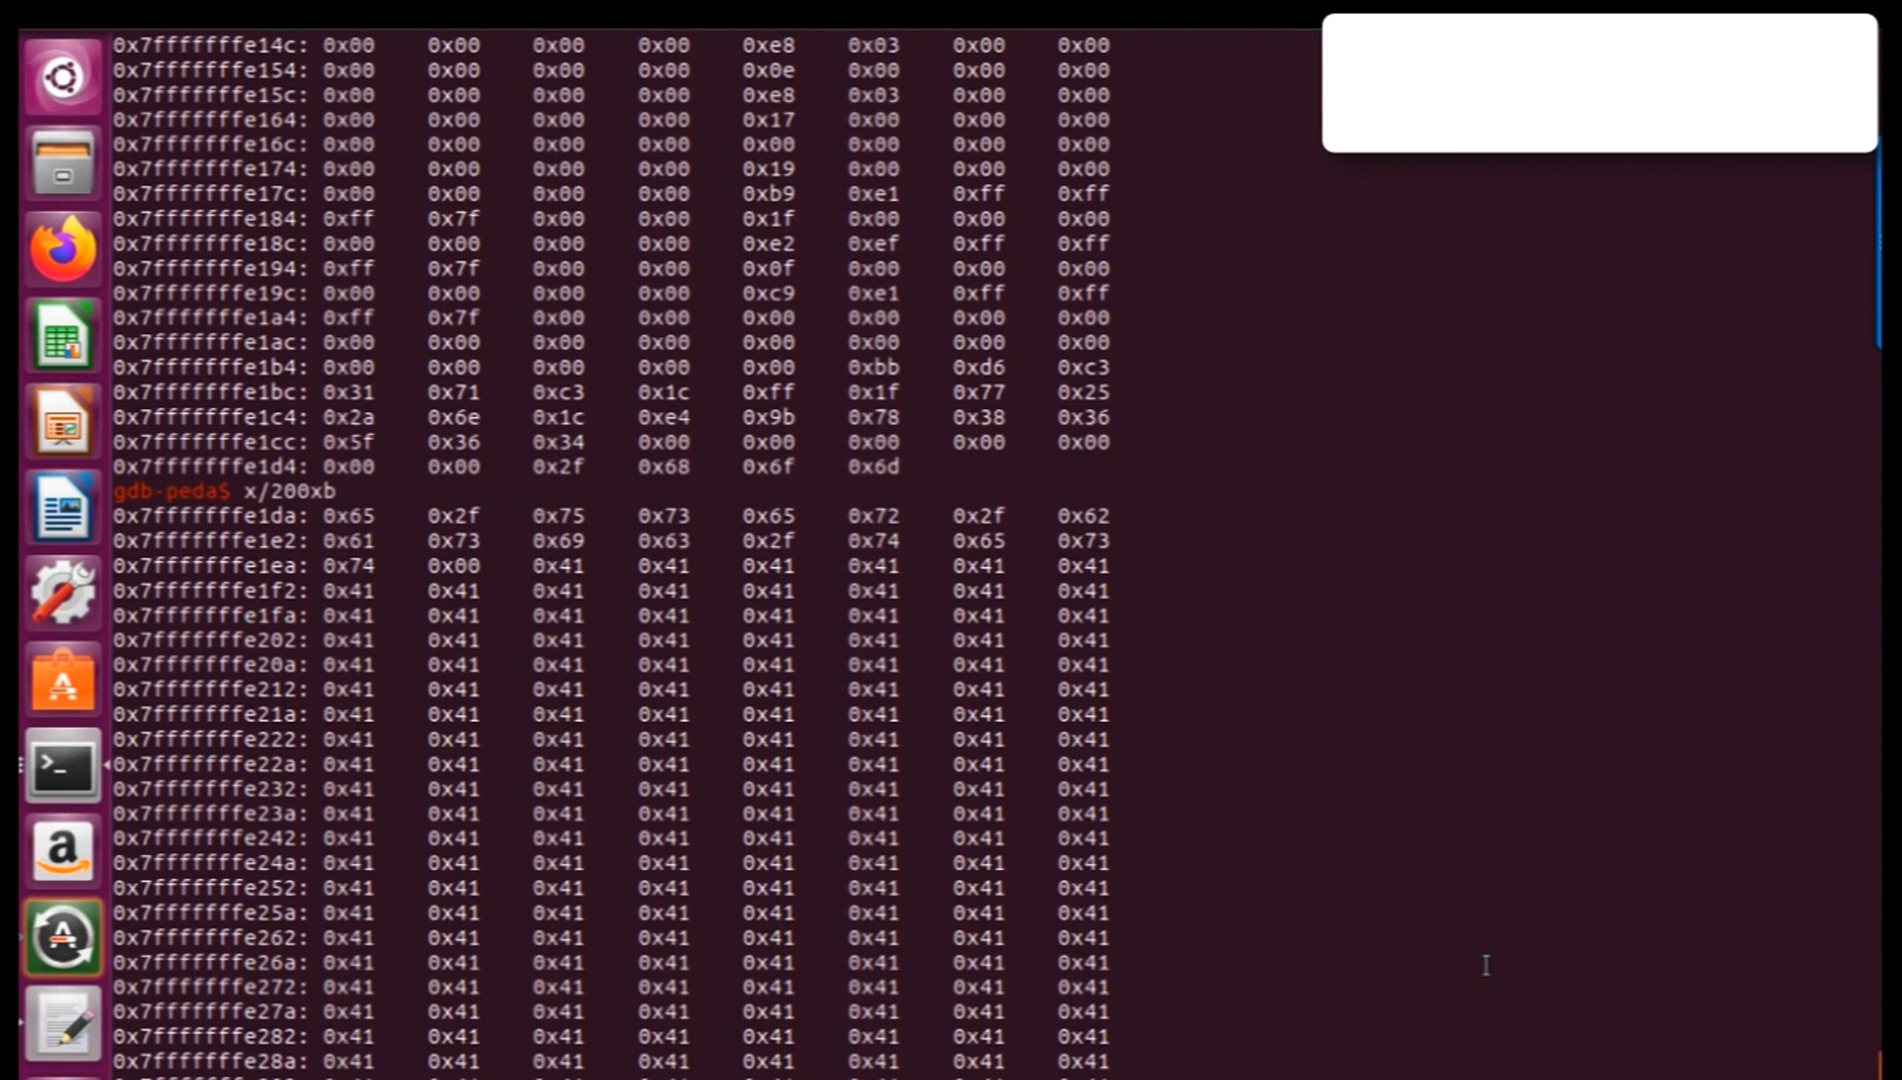 0x7fffffffe14c: 0x00 0x00 0x00 0x00 0xe8 0x03 0x00 0x00
0x7fffffffe154: 0x00 0x00 0x00 0x00 0x0e 0x00 0x00 0x00
0x7fffffffe15c: 0x00 0x00 0x00 0x00 0xe8 0x03 0x00 0x00
0x7fffffffe164: 0x00 0x00 0x00 0x00 0x17 0x00 0x00 0x00
0x7fffffffe16c: 0x00 0x00 0x00 0x00 0x00 0x00 0x00 0x00
0x7fffffffe174: 0x00 0x00 0x00 0x00 0x19 0x00 0x00 0x00
0x7fffffffe17c: 0x00 0x00 0x00 0x00 0xb9 0xe1 0xff 0xff
0x7fffffffe184: 0xff 0x7f 0x00 0x00 0x1f 0x00 0x00 0x00
0x7fffffffe18c: 0x00 0x00 0x00 0x00 0xe2 0xef 0xff 0xff
0x7fffffffe194: 0xff 0x7f 0x00 0x00 0x0f 0x00 0x00 0x00
0x7fffffffe19c: 0x00 0x00 0x00 0x00 0xc9 0xe1 0xff 0xff
0x7fffffffe1a4: 0xff 0x7f 0x00 0x00 0x00 0x00 0x00 0x00
0x7fffffffe1ac: 0x00 0x00 0x00 0x00 0x00 0x00 0x00 0x00
0x7fffffffe1b4: 0x00 0x00 0x00 0x00 0x00 0xbb 0xd6 0xc3
0x7fffffffe1bc: 0x31 0x71 0xc3 0x1c 0xff 0x1f 0x77 0x25
0x7fffffffe1c4: 0x2a 0x6e 0x1c 0xe4 0x9b 0x78 0x38 0x36
0x7fffffffe1cc: 0x5f 0x36 0x34 0x00 0x00 0x00 0x00 0x00
0x7fffffffe1d4: 0x00 0x00 0x2f 0x68 0x6f 0x6d
gdb-peda$ x/200xb
0x7fffffffe1da: 0x65 0x2f 0x75 0x73 0x65 0x72 0x2f 0x62
0x7fffffffe1e2: 0x61 0x73 0x69 0x63 0x2f 0x74 0x65 0x73
0x7fffffffe1ea: 0x74 0x00 0x41 0x41 0x41 0x41 0x41 0x41
0x7fffffffe1f2: 0x41 0x41 0x41 0x41 0x41 0x41 0x41 0x41
0x7fffffffe1fa: 0x41 0x41 0x41 0x41 0x41 0x41 0x41 0x41
0x7fffffffe202: 0x41 0x41 0x41 0x41 0x41 0x41 0x41 0x41
0x7fffffffe20a: 0x41 0x41 0x41 0x41 0x41 0x41 0x41 0x41
0x7fffffffe212: 0x41 0x41 0x41 0x41 0x41 0x41 0x41 0x41
0x7fffffffe21a: 0x41 0x41 0x41 0x41 0x41 0x41 0x41 0x41
0x7fffffffe222: 0x41 0x41 0x41 0x41 0x41 0x41 0x41 0x41
0x7fffffffe22a: 0x41 0x41 0x41 0x41 0x41 0x41 0x41 0x41
0x7fffffffe232: 0x41 0x41 0x41 0x41 0x41 0x41 0x41 0x41
0x7fffffffe23a: 0x41 0x41 0x41 0x41 0x41 0x41 0x41 0x41
0x7fffffffe242: 0x41 0x41 0x41 0x41 0x41 0x41 0x41 0x41
0x7fffffffe24a: 0x41 0x41 0x41 0x41 0x41 0x41 0x41 0x41
0x7fffffffe252: 0x41 0x41 0x41 0x41 0x41 0x41 0x41 0x41
0x7fffffffe25a: 0x41 0x41 0x41 0x41 0x41 0x41 0x41 0x41
0x7fffffffe262: 0x41 0x41 0x41 0x41 0x41 0x41 0x41 0x41
0x7fffffffe26a: 0x41 0x41 0x41 0x41 0x41 0x41 0x41 0x41
0x7fffffffe272: 0x41 0x41 0x41 0x41 0x41 0x41 0x41 0x41
0x7fffffffe27a: 0x41 0x41 0x41 0x41 0x41 0x41 0x41 0x41
0x7fffffffe282: 0x41 0x41 0x41 0x41 0x41 0x41 0x41 0x41
0x7fffffffe28a: 0x41 0x41 0x41 0x41 0x41 0x41 0x41 0x41